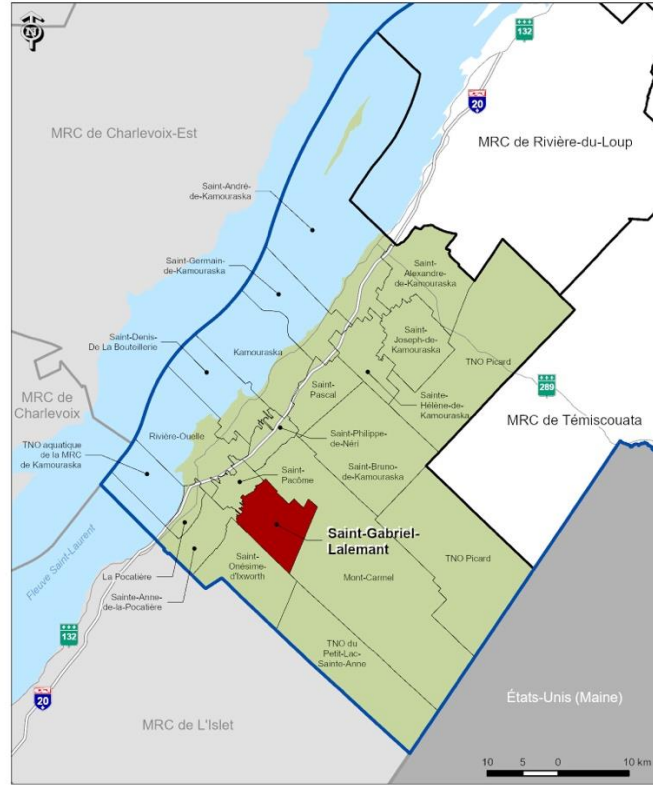 N
132
20
MRC de Charlevoix-Est
MRC de Rivière-du-Loup
Saint-André-
de-Kamouraska
Saint-Germain-
de-Kamouraska
Saint-
Alexandre-
de-Kamouraska
Saint-Denis-
De La Bouteillerie
Kamouraska
Saint-
Joseph-de-
Kamouraska
TNO Picard
289
Saint-
Pascal
Sainte-
Hélène-de-
Kamouraska
MRC de
Charlevoix
MRC de Témiscouata
TNO aquatique
de la MRC
de Kamouraska
Rivière-Ouelle
Saint-Philippe-
de-Néri
Saint-Bruno-
de-Kamouraska
Saint-
Pacôme
Saint-Gabriel-
Lalemant
Fleuve Saint-Laurent
La Pocatière
Saint-
Onésime-
d'Ixworth
Mont-Carmel
TNO Picard
Sainte-Anne-
de-la-Pocatière
132
TNO du
Petit-Lac-
Sainte-Anne
20
MRC de L'Islet
États-Unis (Maine)
10 5 0 10 km